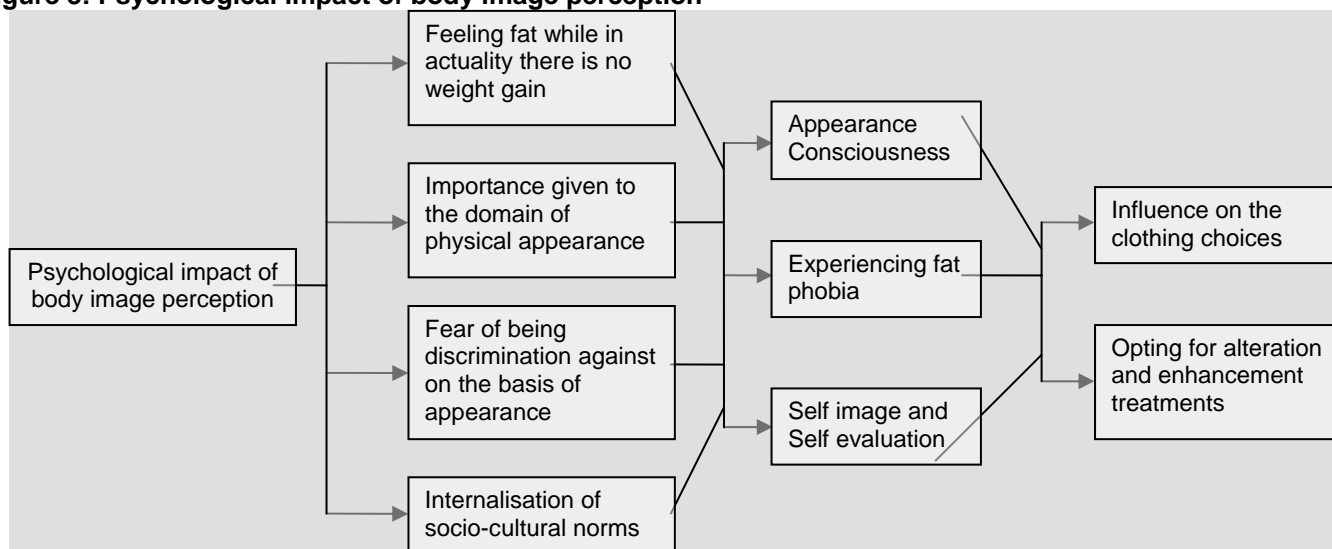 Psychological impact of body image perception
Feeling fat while in
actuality there is no
weight gain
Importance given to
the domain of
physical appearance
Psychological impact of
body image perception
Fear of being
discrimination against
on the basis of
appearance
Internalisation of
socio-cultural norms
Appearance
Consciousness
Experiencing fat
phobia
Self image and
Self evaluation
Influence on the
clothing choices
Opting for alteration
and enhancement
treatments